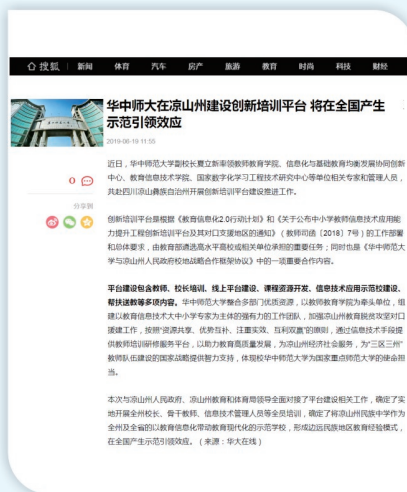 搜狐 新闻 体育 汽车 房产 旅游 教育 时尚 科技 财经
华中师大在凉山州建设创新培训平台 将在全国产生
示范引领效应
2019-06-19 11:55
0
分享到
近日，华中师范大学副校长夏立新率领教师教育学院、信息化与基础教育均衡发展协同创新
中心、教育信息技术学院、国家数字化学习工程技术研究中心等单位相关专家和管理人员，
共赴四川凉山彝族自治州开展创新培训平台建设推进工作。
创新培训平台是根据《教育信息化2.0行动计划》和《关于公布中小学教师信息技术应用能
力提升工程创新培训平台及其对口支援地区的通知》（教师司函［2018］7号）的工作部署
和总体要求，由教育部遴选高水平高校或相关单位承担的重要任务；同时也是《华中师范大
学与凉山州人民政府校地战略合作框架协议》中的一项重要合作内容。
平台建设包含教师、校长培训、线上平台建设、课程资源开发、信息技术应用示范校建设、
帮扶送教等多项内容。华中师范大学整合多部门优质资源，以教师教育学院为牵头单位，组
建以教育信息技术大中小学专家为主体的强有力的工作团队，加强凉山州教育脱贫攻坚对口
援建工作，按照“资源共享、优势互补、注重实效、互利双赢”的原则，通过信息技术手段提
供教师培训研修服务平台，以助力教育高质量发展，为凉山州经济社会服务，为“三区三州”
教师队伍建设的国家战略提供智力支持，体现校华中师范大学为国家重点师范大学的使命担
当。
本次与凉山州人民政府、凉山州教育和体育局领导全面对接了平台建设相关工作，确定了实
地开展全州校长、骨干教师、信息技术管理人员等全员培训，确定了将凉山州民族中学作为
全州及全省的以教育信息化带动教育现代化的示范学校，形成边远民族地区教育经验模式，
在全国产生示范引领效应。（来源：华大在线）